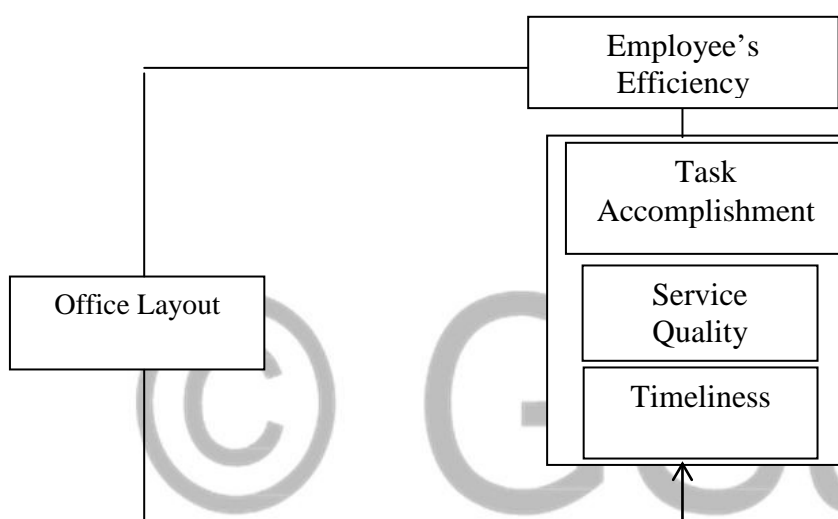 Employee's
Efficiency
Task
Accomplishment
Office Layout
Service
Quality
Timeliness
©